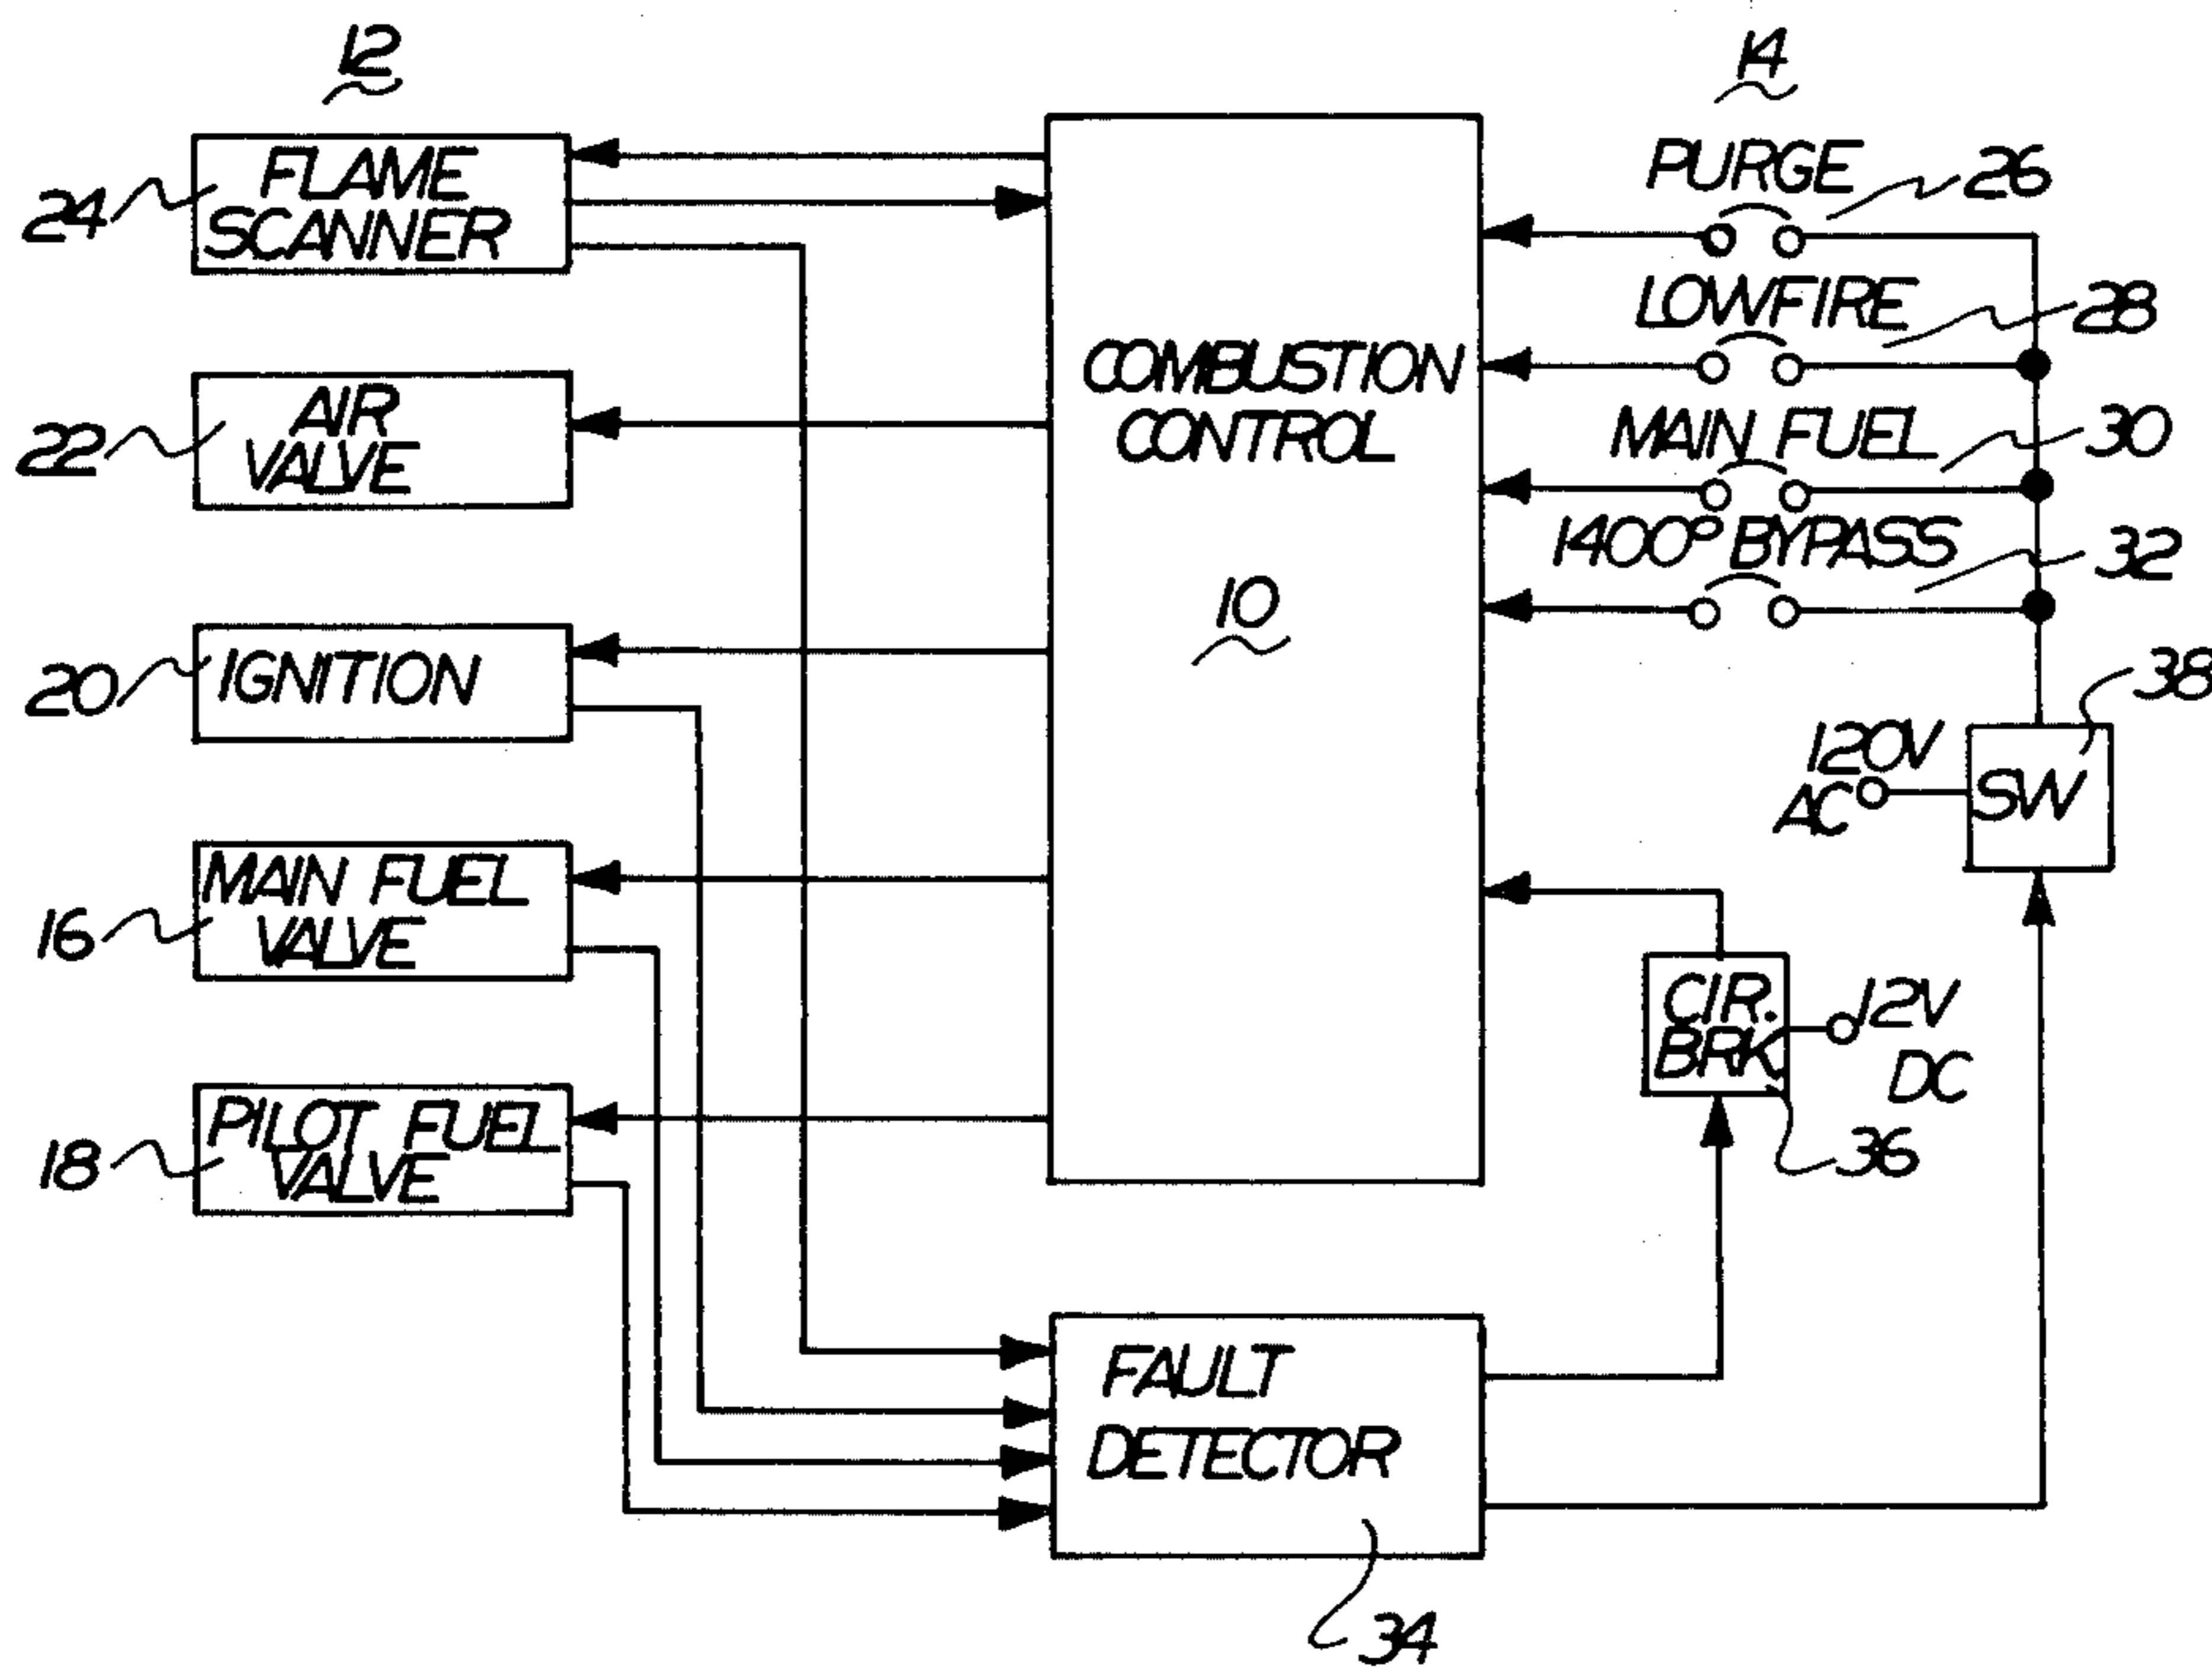 12
14
FLAME
SCANNER
24
PURGE
26
LOWFIRE
28
AIR
VALVE
22
COMBUSTION
CONTROL
MAIN FUEL
30
1400° BYPASS
32
10
IGNITION
20
38
120V
AC
SW
MAIN FUEL
VALVE
16
CIR.
BRK.
12V
DC
36
PILOT FUEL
VALVE
18
FAULT
DETECTOR
34